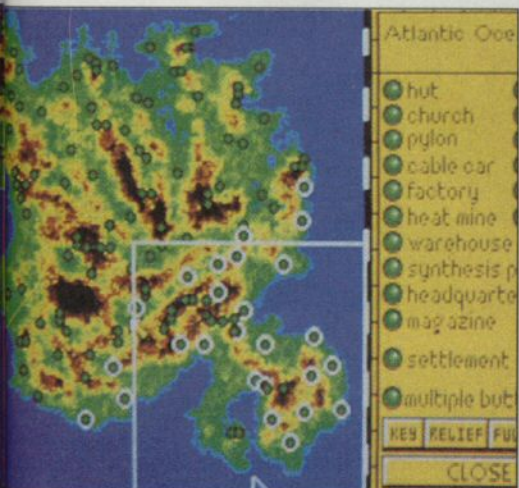 Atlantic Oce
hut
church
pylon
cable car
factory
heat mine
warehouse
synthesis p
headquarte
magazine
settlement
multiple but
KEY RELIEF FUL
CLOSE